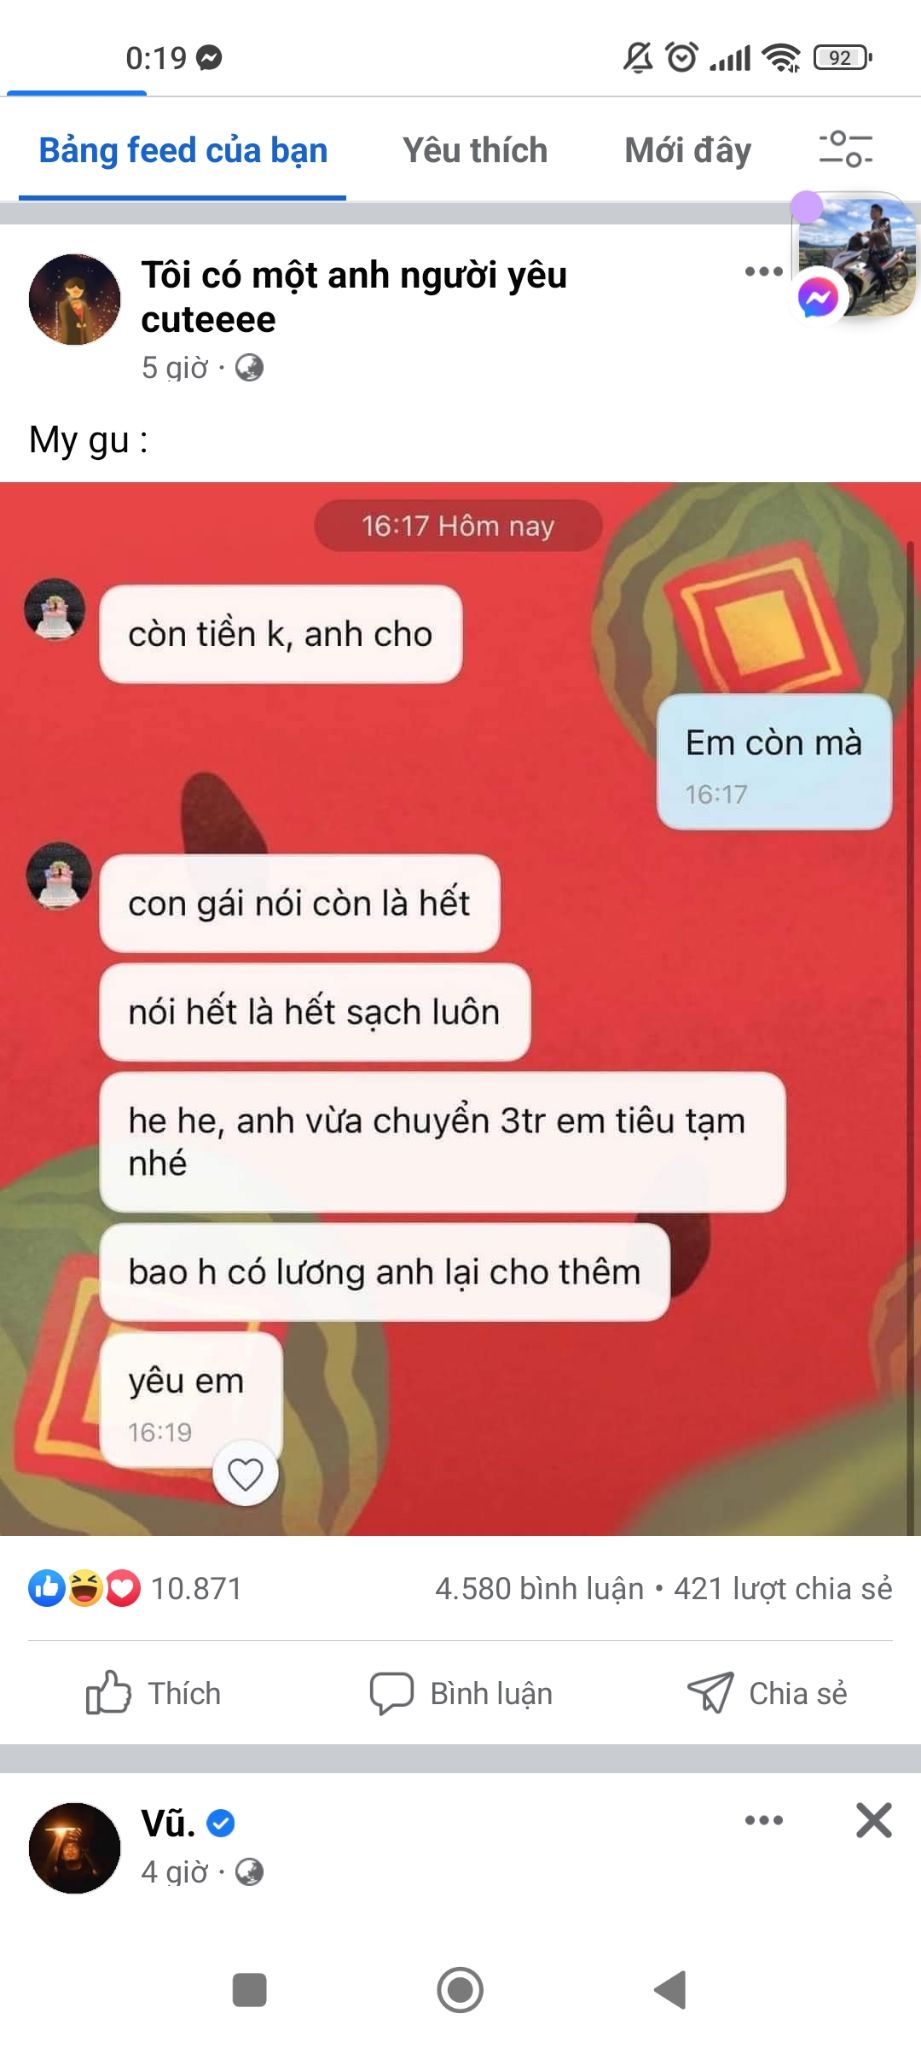 0:19
92
Bảng feed của bạn
Yêu thích
Mới đây
Tôi có một anh người yêu
cuteeee
5 giờ ·
My gu :
16:17 Hôm nay
còn tiền k, anh cho
Em còn mà
16:17
con gái nói còn là hết
nói hết là hết sạch luôn
he he, anh vừa chuyển 3tr em tiêu tạm
nhé
bao h có lương anh lại cho thêm
yêu em
16:19
10.871
4.580 bình luận • 421 lượt chia sẻ
Thích
Bình luận
Chia sẻ
Vũ.
4 giờ ·